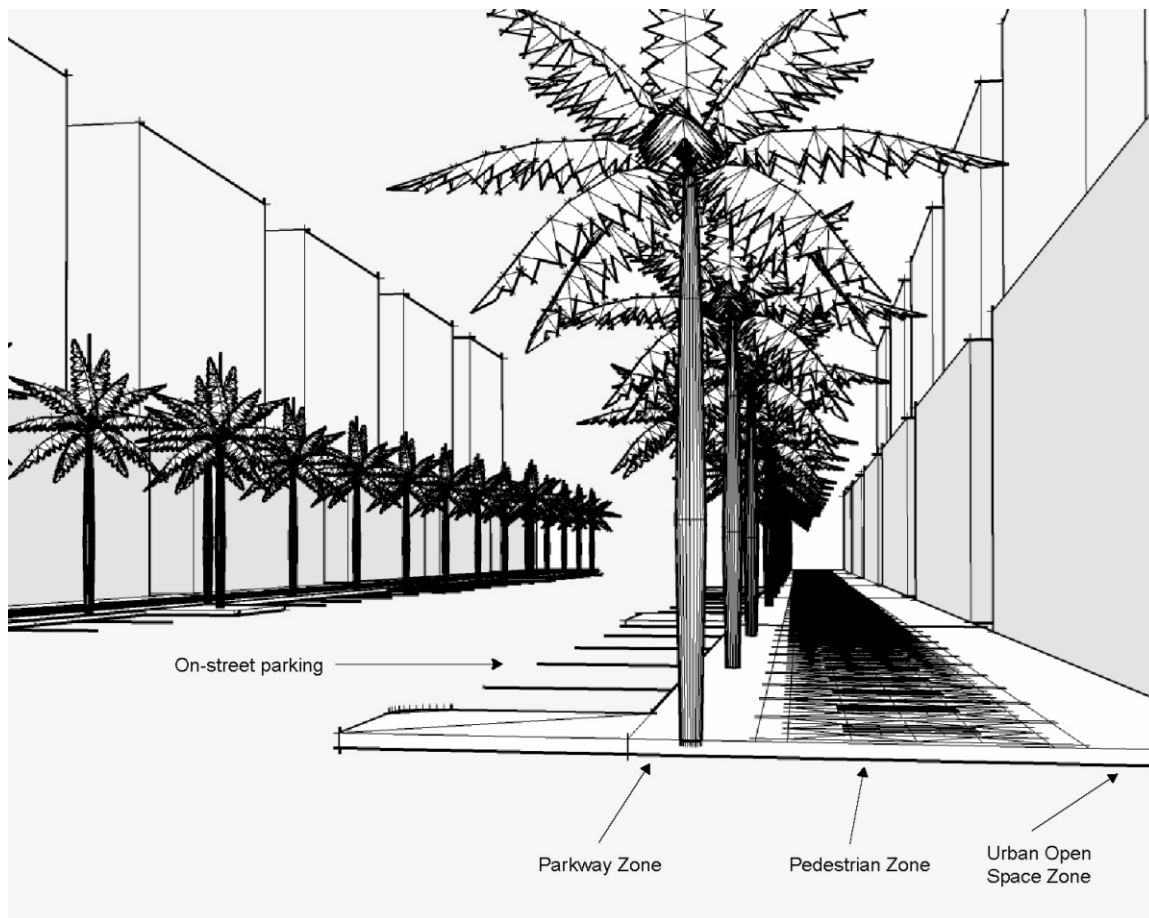 On-street parking
Parkway Zone
Pedestrian Zone
Urban Open
Space Zone